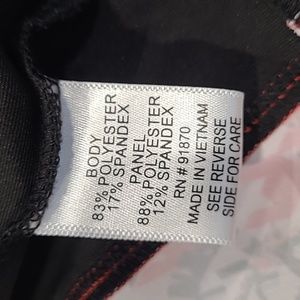 BODY
83% POLYESTER
17% SPANDEX
PANEL
88% POLYESTER
12% SPANDEX
RN # 91870
MADE IN VIETNAM
SEE REVERSE
SIDE FOR CARE